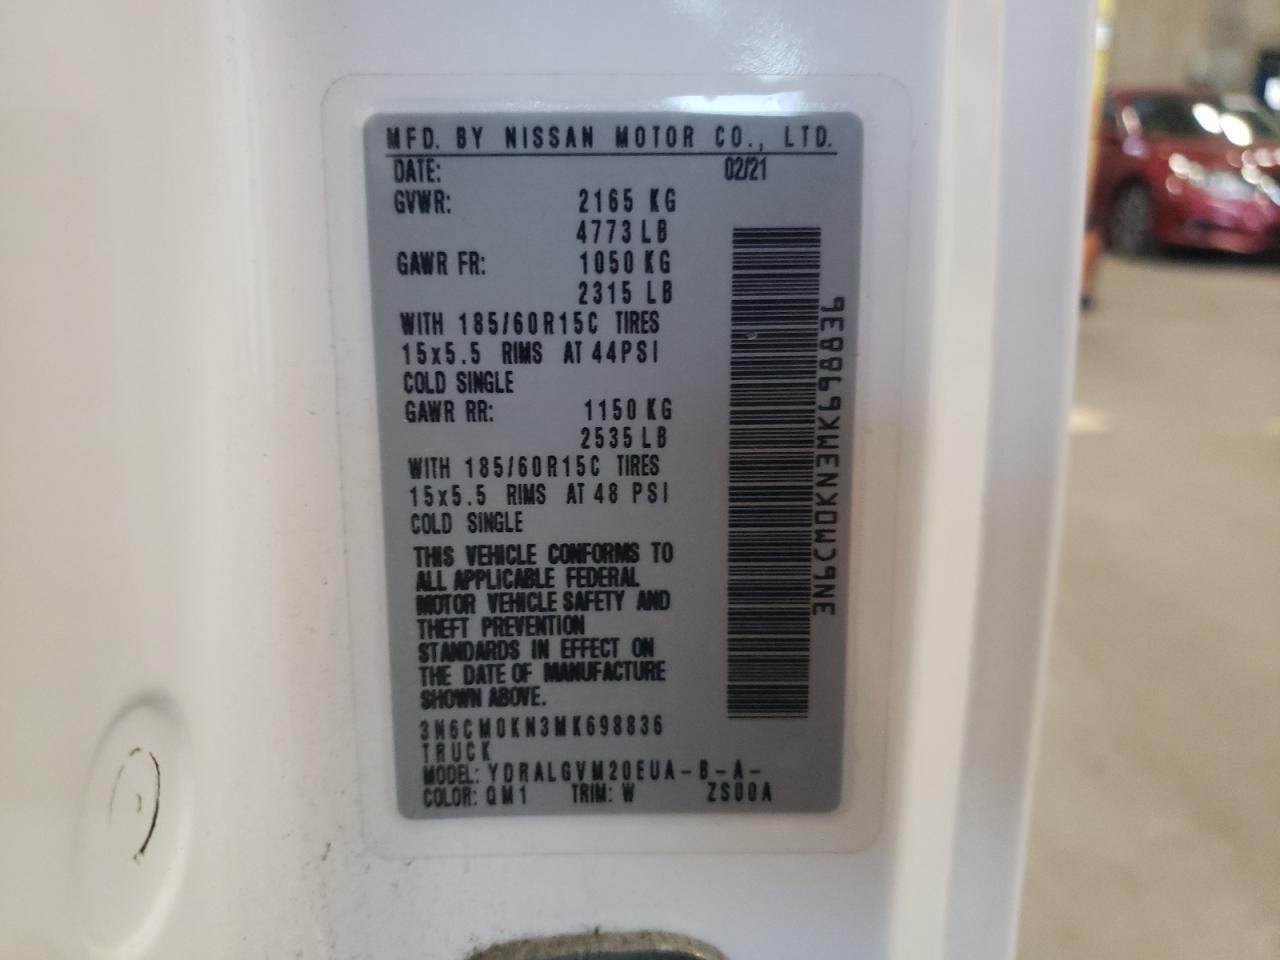 MFD. BY NISSAN MOTOR CO., LTD.
DATE: 02/21
GVWR: 2165 KG
4773 LB
GAWR FR: 1050 KG
2315 LB
WITH 185/60R15C TIRES
15x5.5 RIMS AT 44PSI
COLD SINGLE
GAWR RR: 1150 KG
2535 LB
WITH 185/60R15C TIRES
15x5.5 RIMS AT 48 PSI
COLD SINGLE
THIS VEHICLE CONFORMS TO
ALL APPLICABLE FEDERAL
MOTOR VEHICLE SAFETY AND
THEFT PREVENTION
STANDARDS IN EFFECT ON
THE DATE OF MANUFACTURE
SHOWN ABOVE.
3N6CM0KN3MK698836
TRUCK
MODEL: YDRALGVM20EUA-B-A-
COLOR: QM1 TRIM: W ZS00A
3N6CM0KN3MK698836